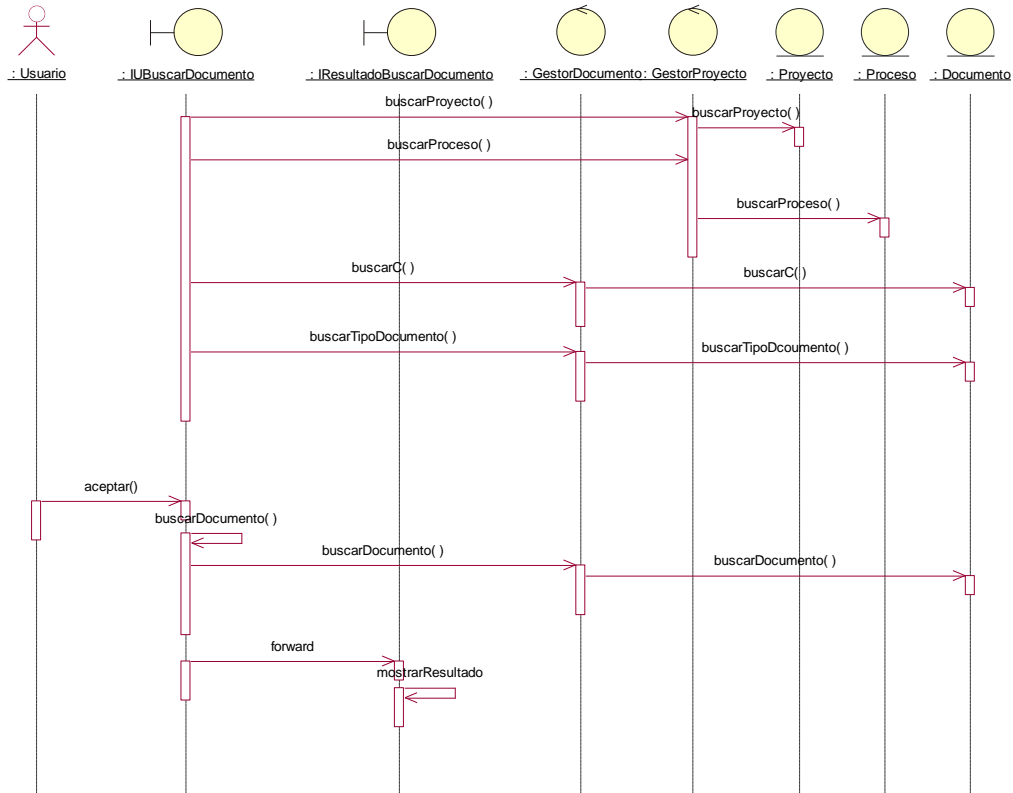 : Usuario
: IUBuscarDocumento
: IResultadoBuscarDocumento
: GestorDocumento
: GestorProyecto
: Proyecto
: Proceso
: Documento
buscarProyecto( )
buscarProyecto( )
buscarProceso( )
buscarProceso( )
buscarC( )
buscarC( )
buscarTipoDocumento( )
buscarTipoDcoumento( )
aceptar()
buscarDocumento( )
buscarDocumento( )
buscarDocumento( )
forward
mostrarResultado